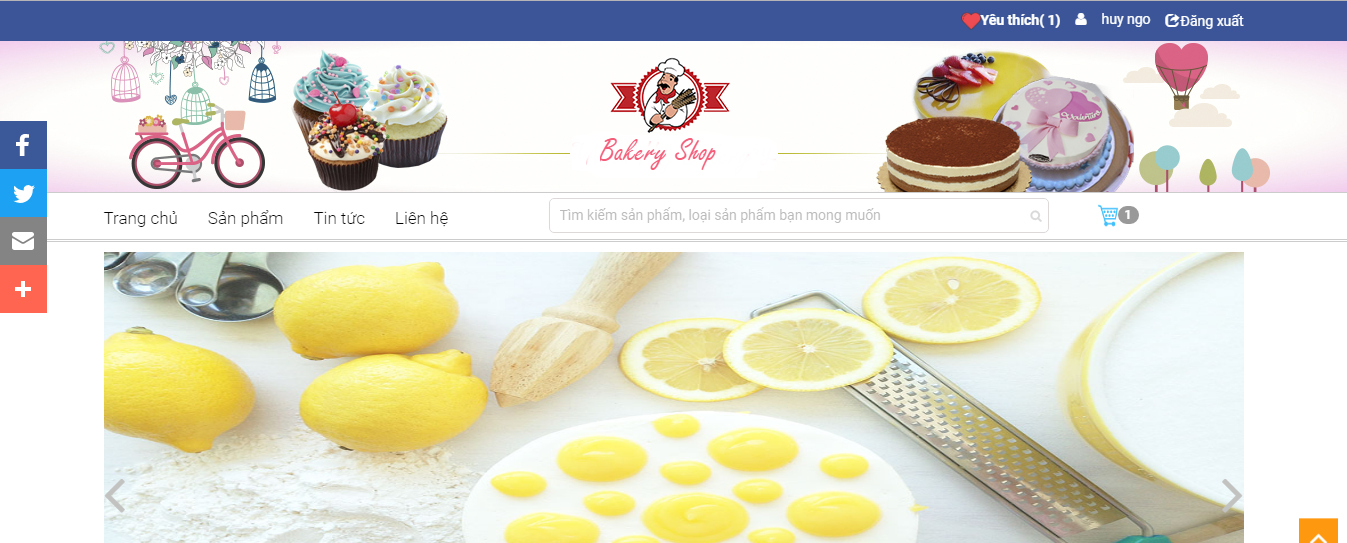 Yêu thích( 1) huy ngo Đăng xuất
Bakery Shop
Trang chủ Sản phẩm Tin tức Liên hệ Tìm kiếm sản phẩm, loại sản phẩm bạn mong muốn 1